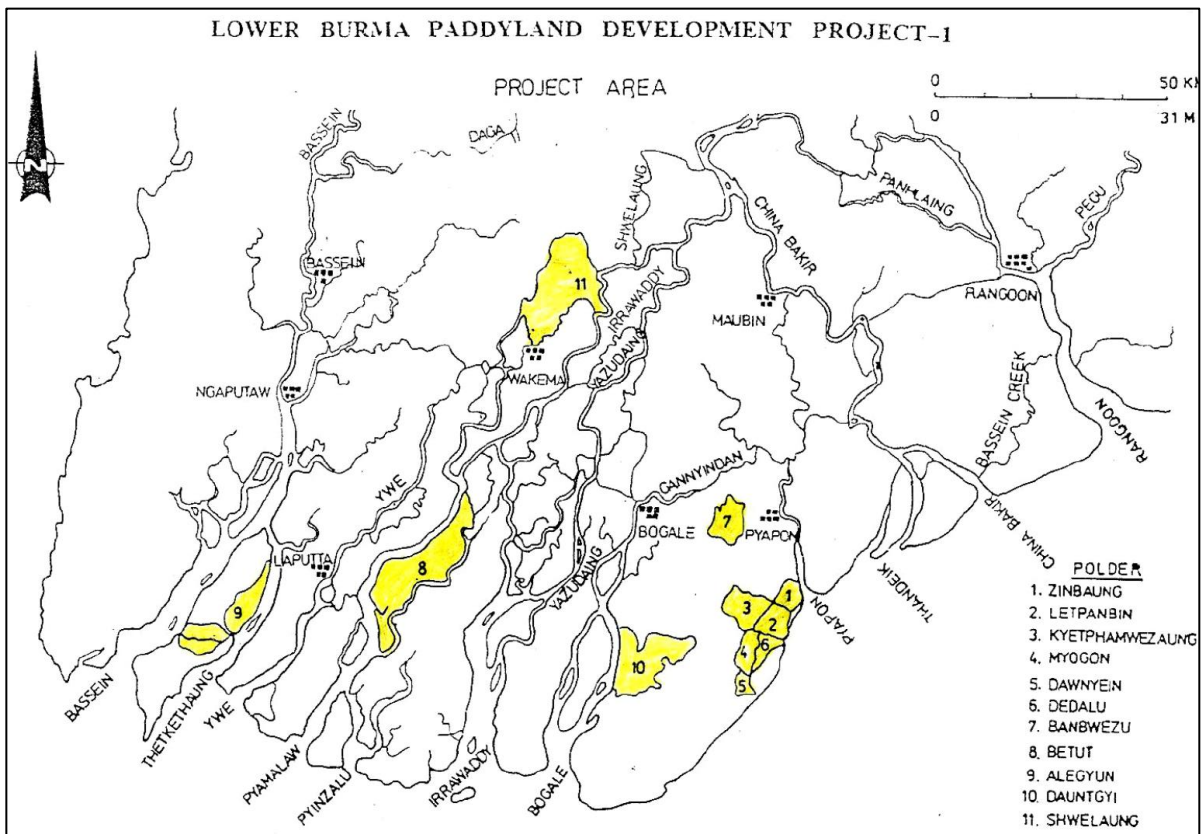 LOWER BURMA PADDYLAND DEVELOPMENT PROJECT-1
PROJECT AREA
0 50 KM
0 31 M
N
BASSEIN
DAGA
SHWELAUNG
CHINA BAKIR
PANHLAING
PEGU
BASSEIN
11
IRRAWADDY
MAUBIN
RANGOON
NGAPUTAW
WAKEMA
YAZUDAING
BASSEIN CREEK
RANGOON
YWE
GANNYINDAN
BOGALE
7
PYAPON
LAPUTTA
8
YAZUDAING
THANDEIK
CHINA BAKIR
9
1
3
2
PYAPON
4
6
10
5
BASSEIN
THETKETHAUNG
YWE
PYAMALAW
PYINZALU
IRRAWADDY
BOGALE
POLDER
1. ZINBAUNG
2. LETPANBIN
3. KYETPHAMWEZAUNG
4. MYOGON
5. DAWNYEIN
6. DEDALU
7. BANBWEZU
8. BETUT
9. ALEGYUN
10. DAUNTGYI
11. SHWELAUNG